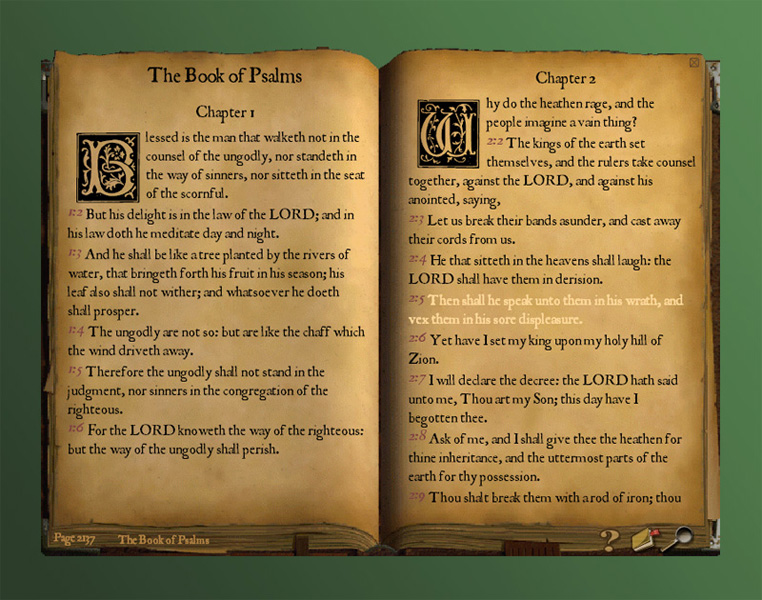 The Book of Psalms
Chapter 1
Blessed is the man that walketh not in the
counsel of the ungodly, nor standeth in
the way of sinners, nor sitteth in the seat
of the scornful.
1:2 But his delight is in the law of the LORD; and in
his law doth he meditate day and night.
1:3 And he shall be like a tree planted by the rivers of
water, that bringeth forth his fruit in his season; his
leaf also shall not wither; and whatsoever he doeth
shall prosper.
1:4 The ungodly are not so: but are like the chaff which
the wind driveth away.
1:5 Therefore the ungodly shall not stand in the
judgment, nor sinners in the congregation of the
righteous.
1:6 For the LORD knoweth the way of the righteous:
but the way of the ungodly shall perish.
Page 2137 The Book of Psalms
Chapter 2
Why do the heathen rage, and the
people imagine a vain thing?
2:2 The kings of the earth set
themselves, and the rulers take counsel
together, against the LORD, and against his
anointed, saying,
2:3 Let us break their bands asunder, and cast away
their cords from us.
2:4 He that sitteth in the heavens shall laugh: the
LORD shall have them in derision.
2:5 Then shall he speak unto them in his wrath, and
vex them in his sore displeasure.
2:6 Yet have I set my king upon my holy hill of
Zion.
2:7 I will declare the decree: the LORD hath said
unto me, Thou art my Son; this day have I
begotten thee.
2:8 Ask of me, and I shall give thee the heathen for
thine inheritance, and the uttermost parts of the
earth for thy possession.
2:9 Thou shalt break them with a rod of iron; thou
?